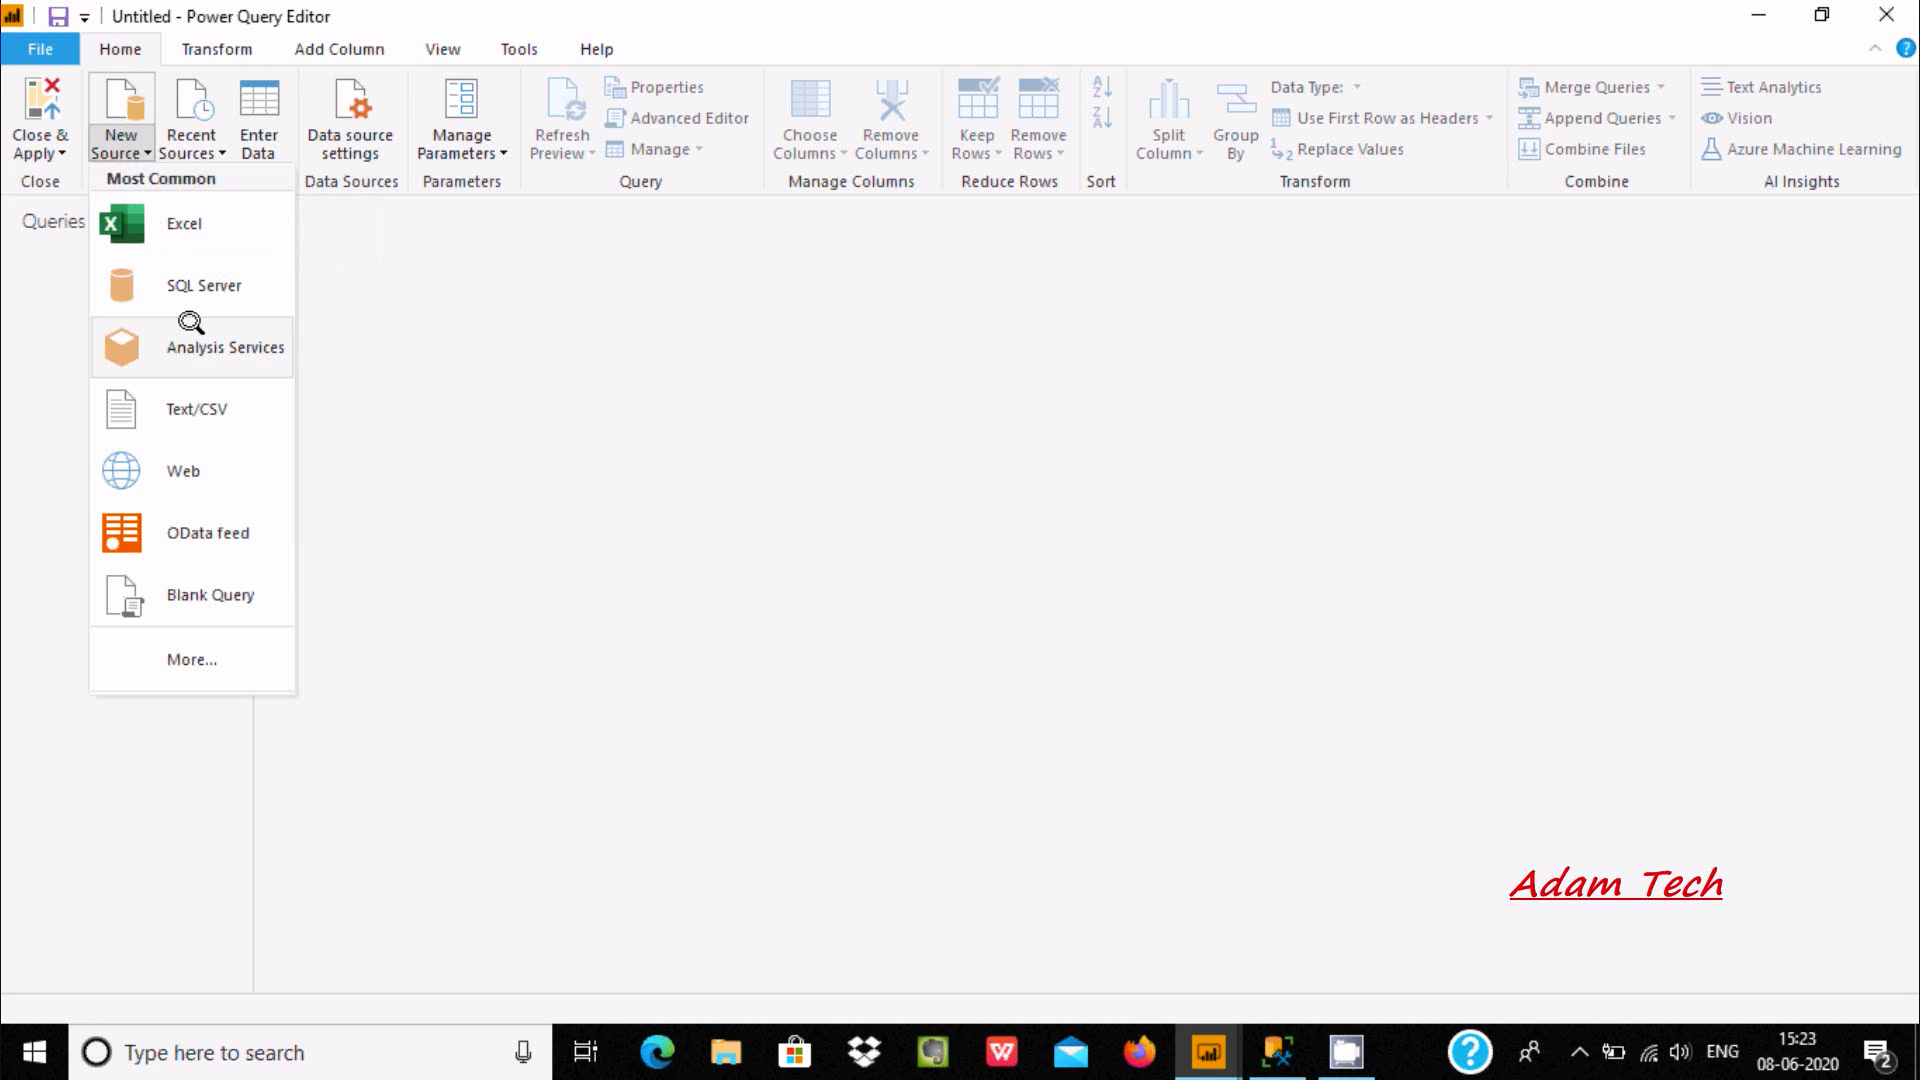 Untitled - Power Query Editor
File Home Transform Add Column View Tools Help
Close & Apply
New Source
Recent Sources
Enter Data
Data source settings
Manage Parameters
Refresh Preview
Properties
Advanced Editor
Manage
Choose Columns
Remove Columns
Keep Rows
Remove Rows
Split Column
Group By
Data Type:
Use First Row as Headers
Replace Values
Merge Queries
Append Queries
Combine Files
Text Analytics
Vision
Azure Machine Learning
Close
Data Sources
Parameters
Query
Manage Columns
Reduce Rows
Sort
Transform
Combine
AI Insights
Most Common
Queries
Excel
SQL Server
Analysis Services
Text/CSV
Web
OData feed
Blank Query
More...
Adam Tech
Type here to search
ENG
15:23
08-06-2020
2